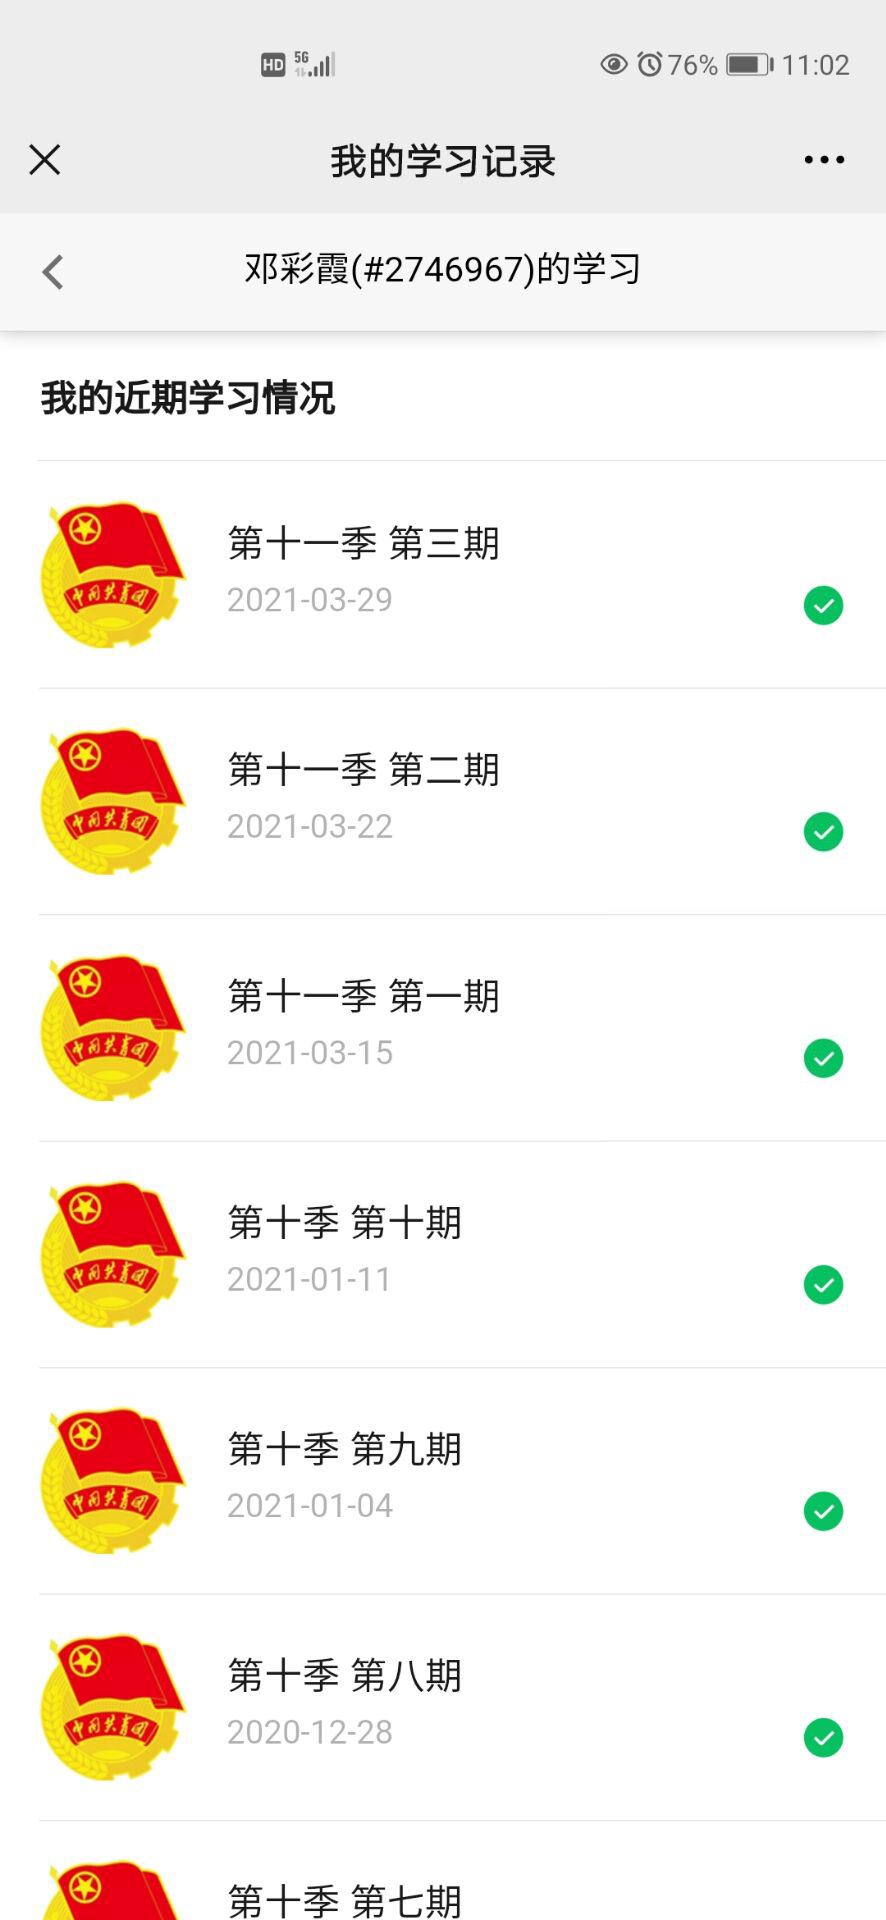 HD 5G 76% 11:02
我的学习记录
邓彩霞(#2746967)的学习
我的近期学习情况
中国共青团
第十一季 第三期
2021-03-29
中国共青团
第十一季 第二期
2021-03-22
中国共青团
第十一季 第一期
2021-03-15
中国共青团
第十季 第十期
2021-01-11
中国共青团
第十季 第九期
2021-01-04
中国共青团
第十季 第八期
2020-12-28
第十季 第七期